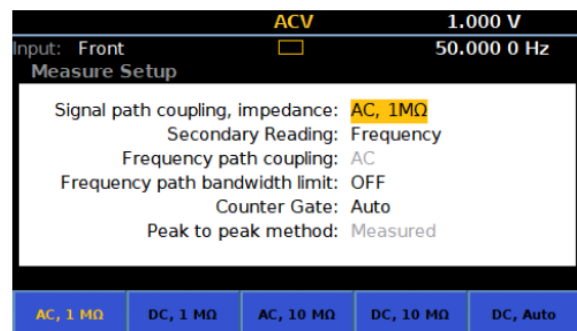 ACV 1.000 V
Input: Front 50.000 0 Hz
Measure Setup
Signal path coupling, impedance: AC, 1MΩ
Secondary Reading: Frequency
Frequency path coupling: AC
Frequency path bandwidth limit: OFF
Counter Gate: Auto
Peak to peak method: Measured
AC, 1 MΩ DC, 1 MΩ AC, 10 MΩ DC, 10 MΩ DC, Auto